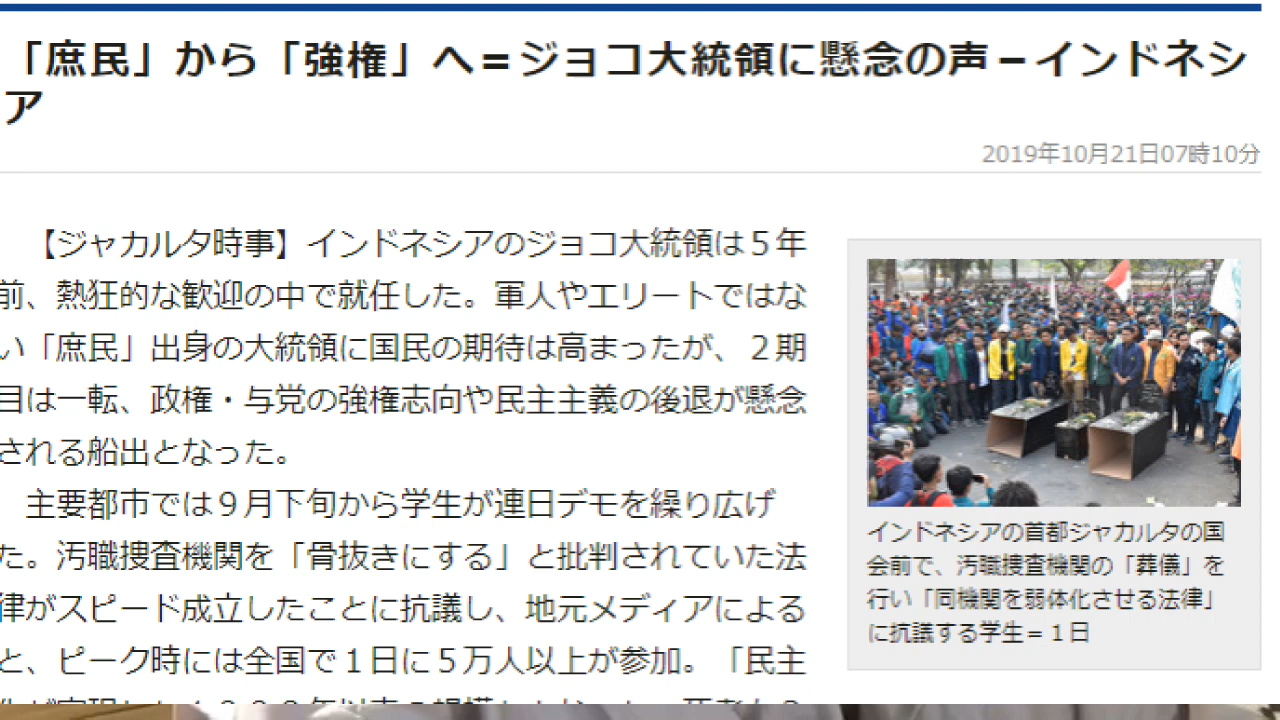 「庶民」から「強権」へ＝ジョコ大統領に懸念の声－インドネシ
ア
2019年10月21日07時10分
【ジャカルタ時事】インドネシアのジョコ大統領は５年
前、熱狂的な歓迎の中で就任した。軍人やエリートではな
い「庶民」出身の大統領に国民の期待は高まったが、２期
目は一転、政権・与党の強権志向や民主主義の後退が懸念
される船出となった。
主要都市では９月下旬から学生が連日デモを繰り広げ
た。汚職捜査機関を「骨抜きにする」と批判されていた法
律がスピード成立したことに抗議し、地元メディアによる
と、ピーク時には全国で１日に５万人以上が参加。「民主
インドネシアの首都ジャカルタの国
会前で、汚職捜査機関の「葬儀」を
行い「同機関を弱体化させる法律」
に抗議する学生＝１日